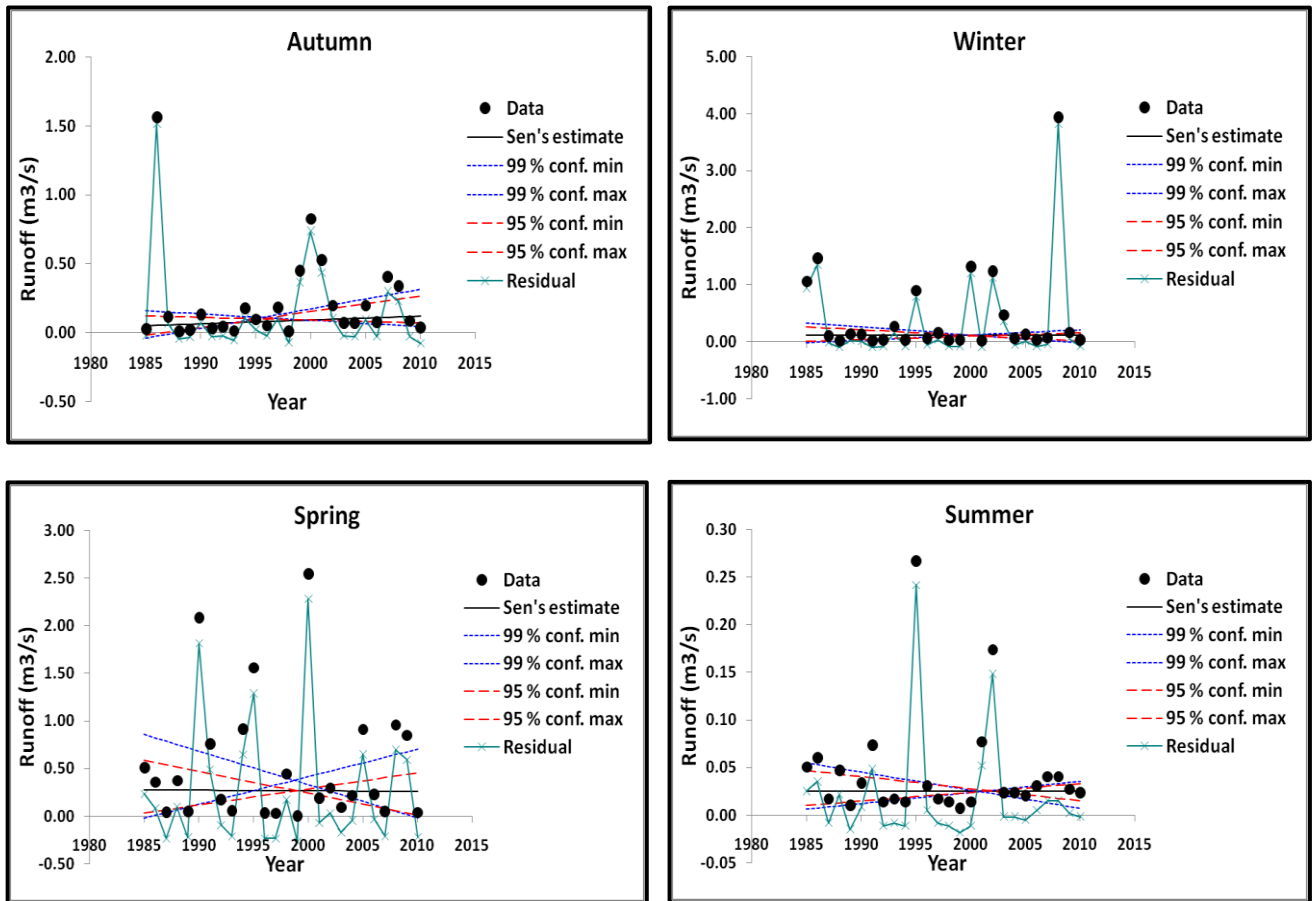 Autumn
2.00
1.50
1.00
0.50
0.00
-0.50
1980
1985
1990
1995
2000
2005
2010
2015
Runoff (m3/s)
Year
Data
Sen's estimate
99 % conf. min
99 % conf. max
95 % conf. min
95 % conf. max
Residual
Winter
5.00
4.00
3.00
2.00
1.00
0.00
-1.00
1980
1985
1990
1995
2000
2005
2010
2015
Runoff (m3/s)
Year
Data
Sen's estimate
99 % conf. min
99 % conf. max
95 % conf. min
95 % conf. max
Residual
Spring
3.00
2.50
2.00
1.50
1.00
0.50
0.00
-0.50
1980
1985
1990
1995
2000
2005
2010
2015
Runoff (m3/s)
Year
Data
Sen's estimate
99 % conf. min
99 % conf. max
95 % conf. min
95 % conf. max
Residual
Summer
0.30
0.25
0.20
0.15
0.10
0.05
0.00
-0.05
1980
1985
1990
1995
2000
2005
2010
2015
Runoff (m3/s)
Year
Data
Sen's estimate
99 % conf. min
99 % conf. max
95 % conf. min
95 % conf. max
Residual